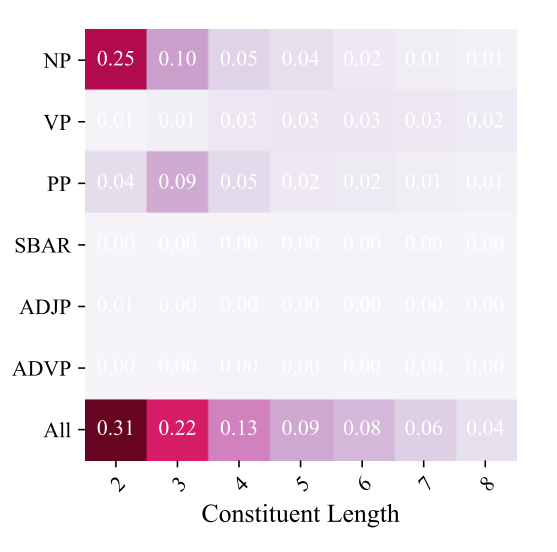 NP 0.25 0.10 0.05 0.04 0.02 0.01 0.01
VP 0.01 0.01 0.03 0.03 0.03 0.03 0.02
PP 0.04 0.09 0.05 0.02 0.02 0.01 0.01
SBAR 0.00 0.00 0.00 0.00 0.00 0.00 0.00
ADJP 0.01 0.00 0.00 0.00 0.00 0.00 0.00
ADVP 0.00 0.00 0.00 0.00 0.00 0.00 0.00
All 0.31 0.22 0.13 0.09 0.08 0.06 0.04
2 3 4 5 6 7 8
Constituent Length